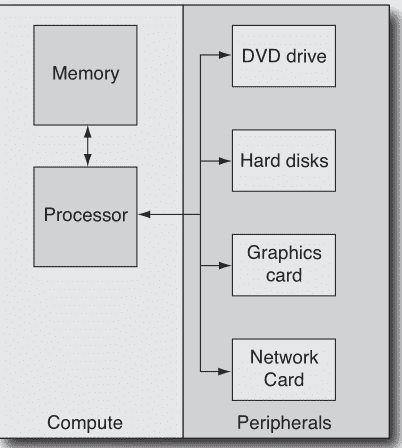 Memory
Processor
Compute
DVD drive
Hard disks
Graphics
card
Network
Card
Peripherals